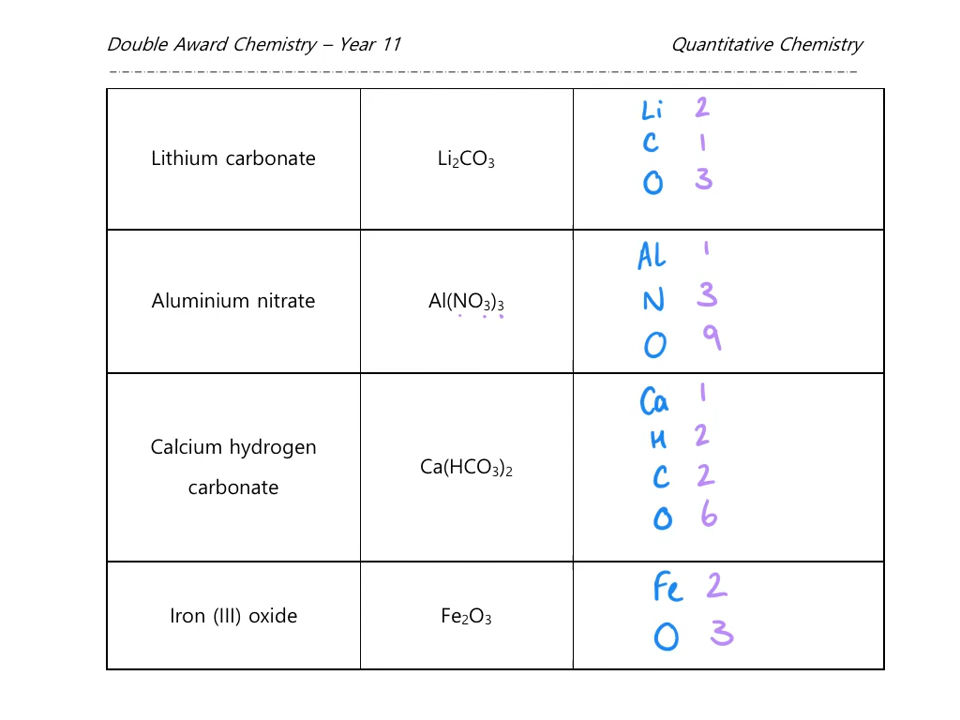 Double Award Chemistry – Year 11 Quantitative Chemistry
Lithium carbonate
Li₂CO₃
Li 2
C 1
O 3
Aluminium nitrate
Al(NO₃)₃
Al 1
N 3
O 9
Calcium hydrogen
carbonate
Ca(HCO₃)₂
Ca 1
H 2
C 2
O 6
Iron (III) oxide
Fe₂O₃
Fe 2
O 3